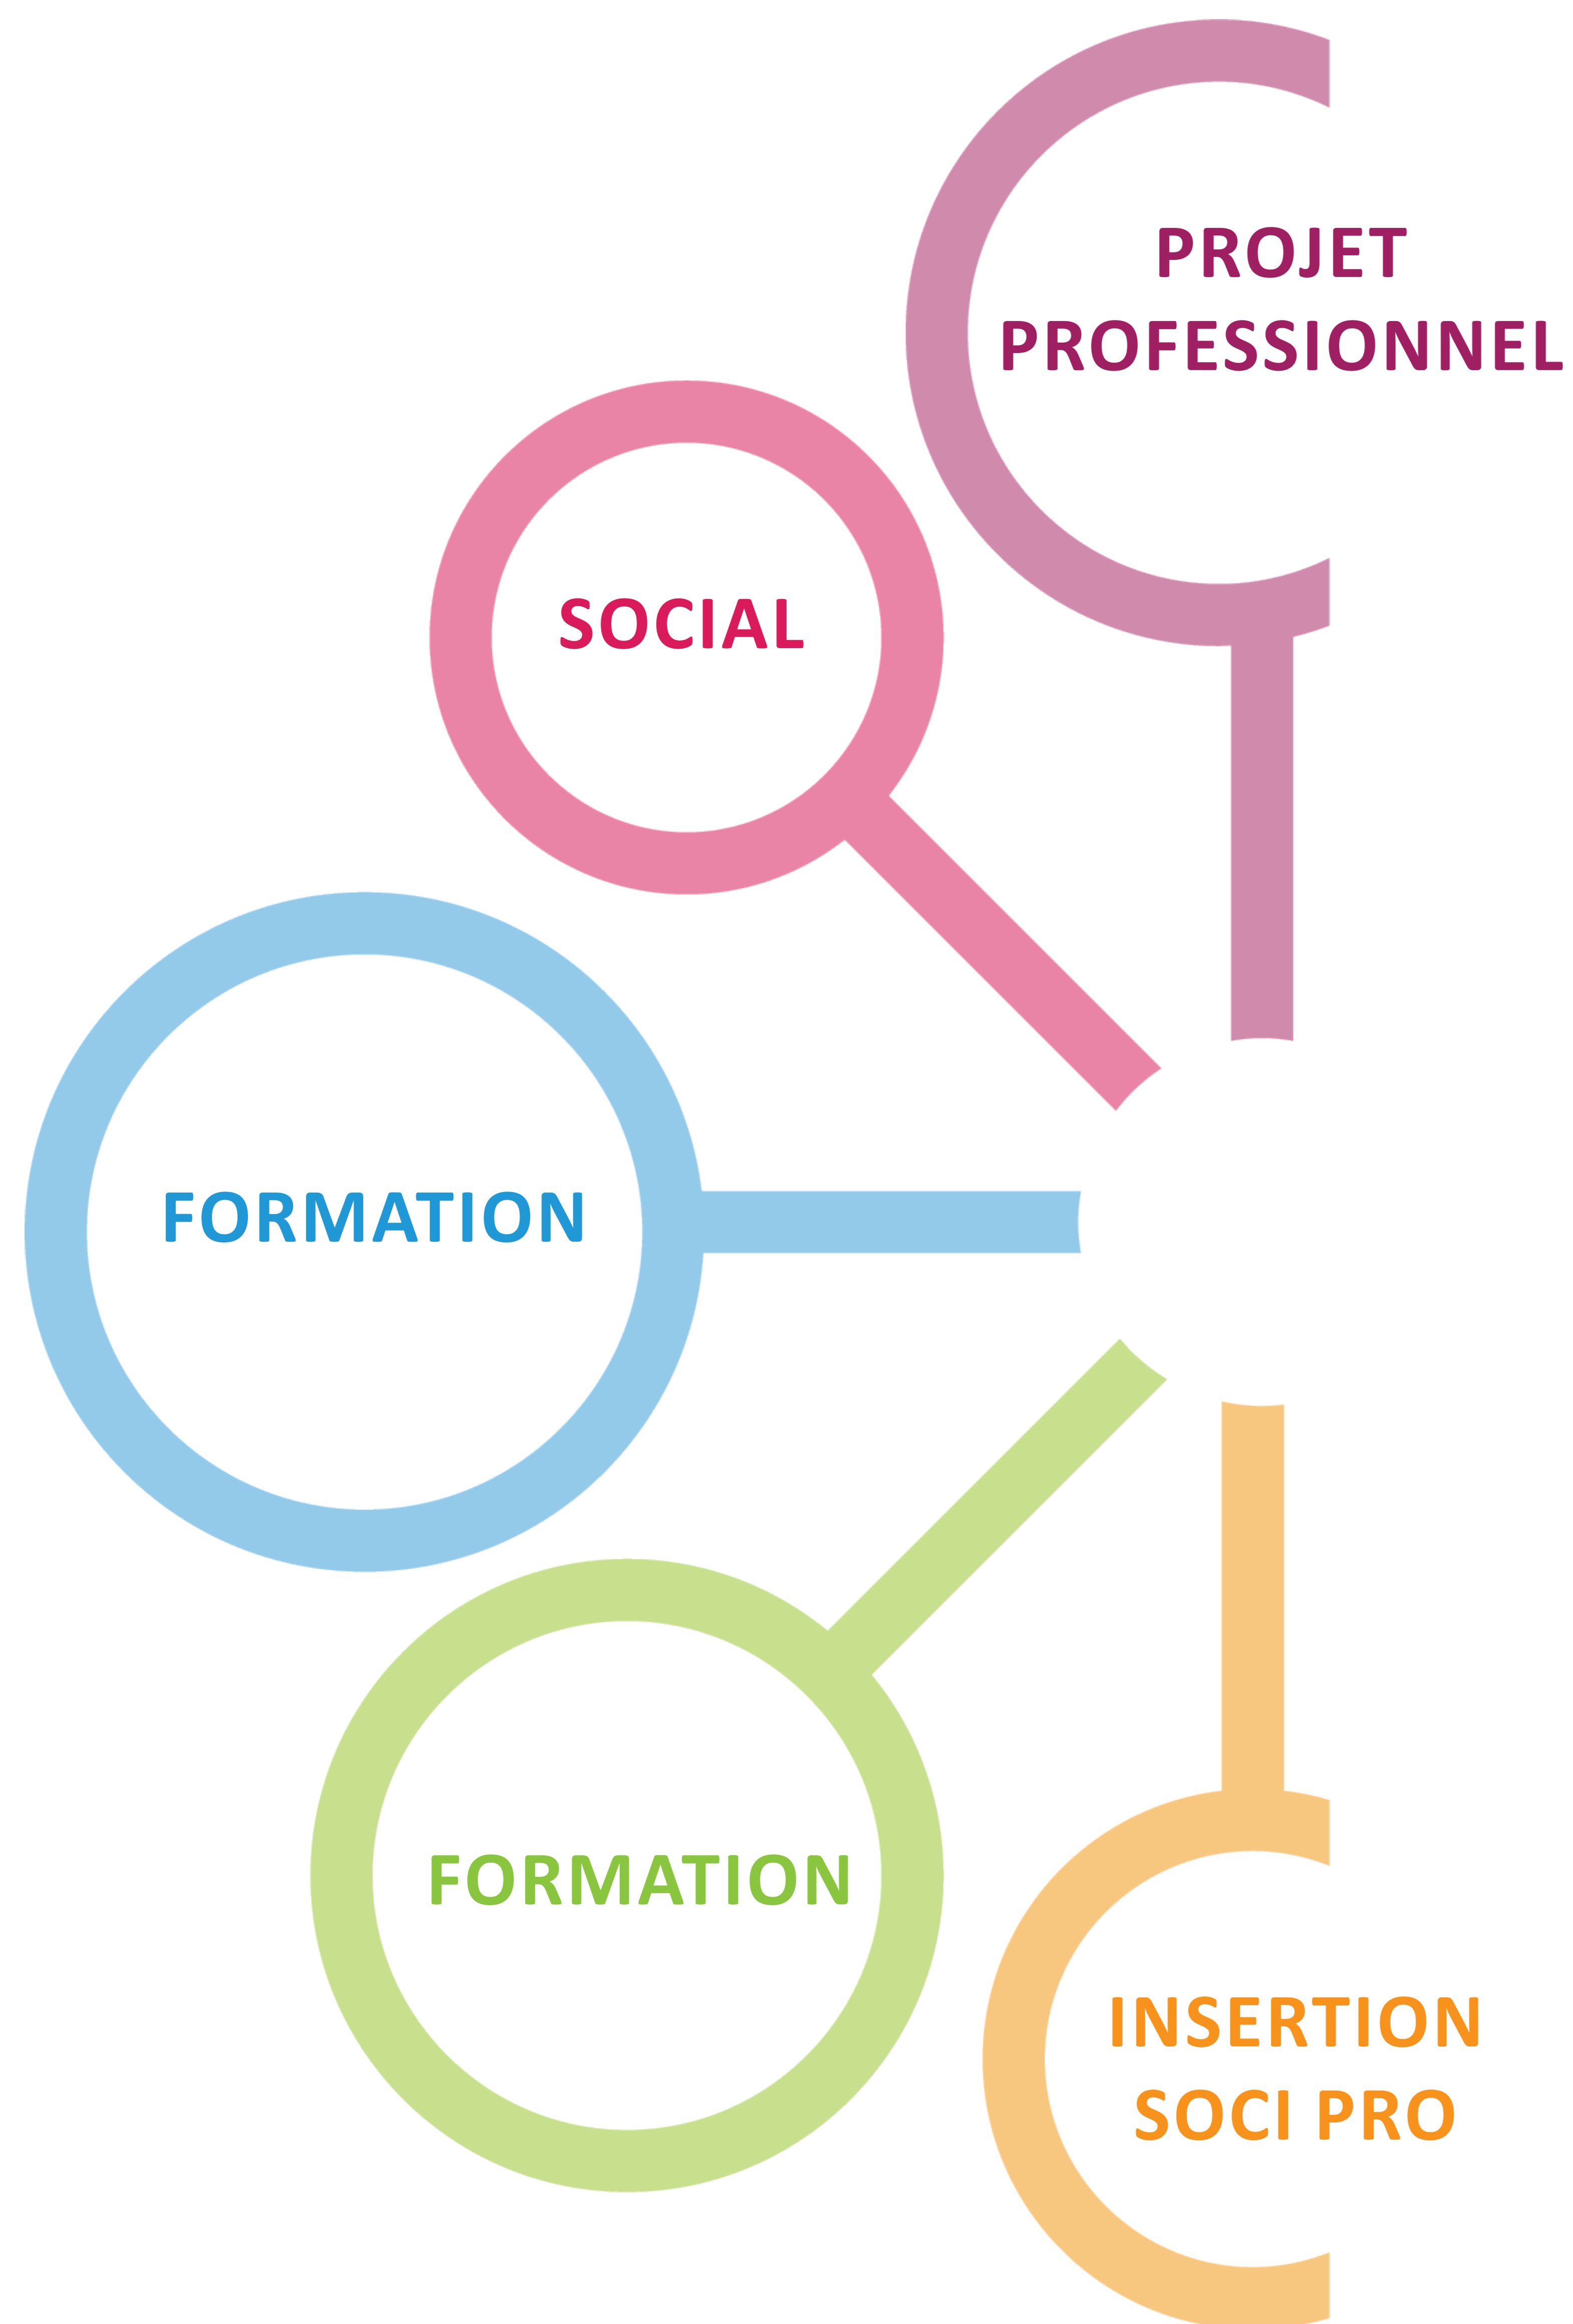 PROJET
PROFESSIONNEL
SOCIAL
FORMATION
FORMATION
INSERTION
SOCI PRO